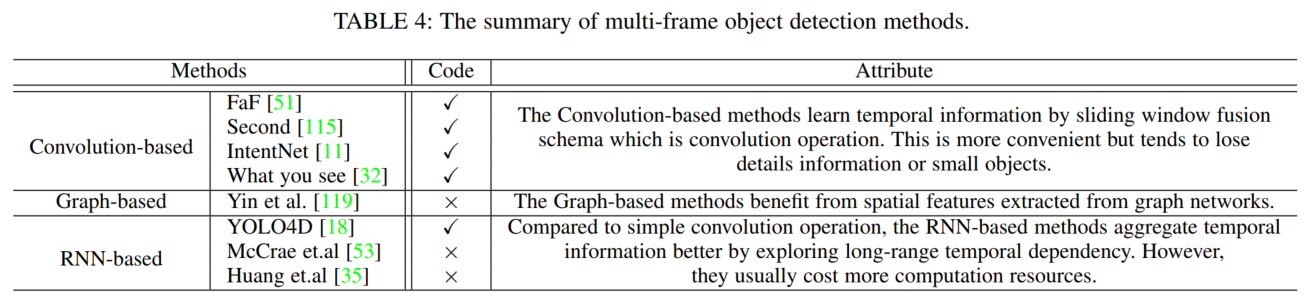 TABLE 4: The summary of multi-frame object detection methods.
Methods Code Attribute
Convolution-based
FaF [51] ✓
Second [115] ✓
IntentNet [11] ✓
What you see [32] ✓
The Convolution-based methods learn temporal information by sliding window fusion
schema which is convolution operation. This is more convenient but tends to lose
details information or small objects.
Graph-based Yin et al. [119] × The Graph-based methods benefit from spatial features extracted from graph networks.
RNN-based
YOLO4D [18] ✓
McCrae et.al [53] ×
Huang et.al [35] ×
Compared to simple convolution operation, the RNN-based methods aggregate temporal
information better by exploring long-range temporal dependency. However,
they usually cost more computation resources.